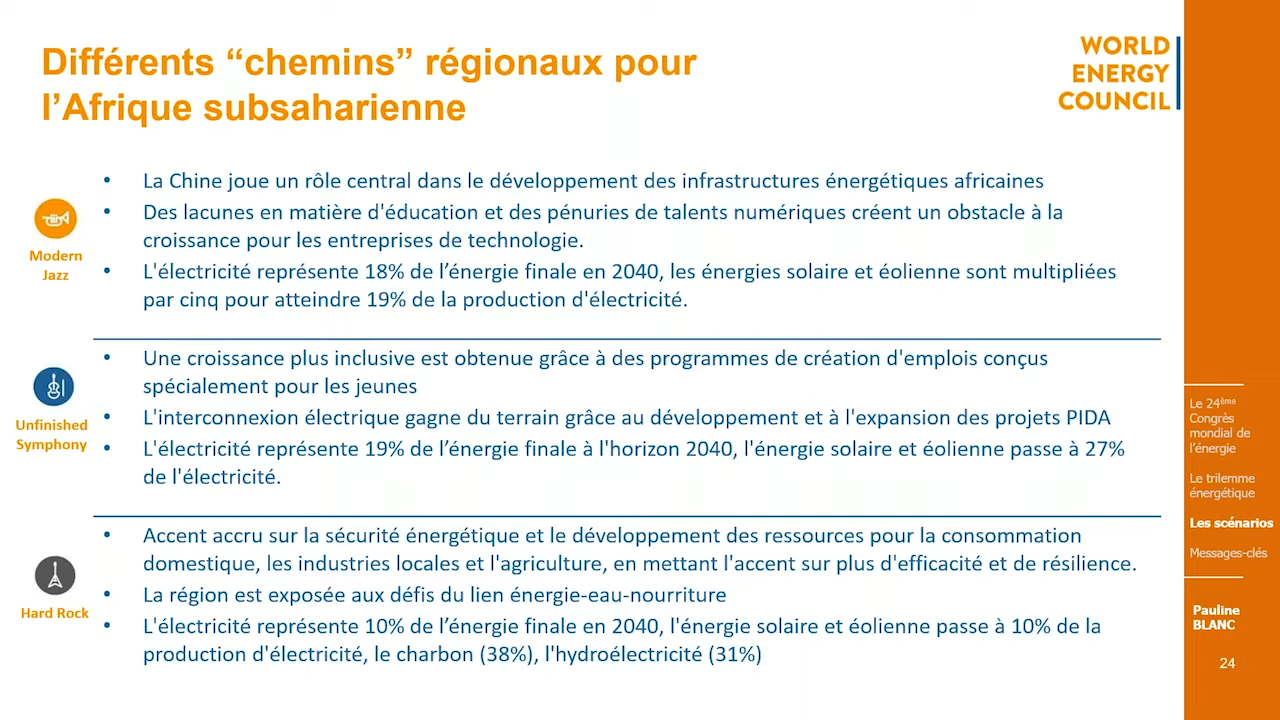 Différents “chemins” régionaux pour
l’Afrique subsaharienne
WORLD
ENERGY
COUNCIL
Modern
Jazz
• La Chine joue un rôle central dans le développement des infrastructures énergétiques africaines
• Des lacunes en matière d'éducation et des pénuries de talents numériques créent un obstacle à la
croissance pour les entreprises de technologie.
• L'électricité représente 18% de l’énergie finale en 2040, les énergies solaire et éolienne sont multipliées
par cinq pour atteindre 19% de la production d'électricité.
Unfinished
Symphony
• Une croissance plus inclusive est obtenue grâce à des programmes de création d'emplois conçus
spécialement pour les jeunes
• L'interconnexion électrique gagne du terrain grâce au développement et à l'expansion des projets PIDA
• L'électricité représente 19% de l’énergie finale à l'horizon 2040, l'énergie solaire et éolienne passe à 27%
de l'électricité.
Hard Rock
• Accent accru sur la sécurité énergétique et le développement des ressources pour la consommation
domestique, les industries locales et l'agriculture, en mettant l'accent sur plus d'efficacité et de résilience.
• La région est exposée aux défis du lien énergie-eau-nourriture
• L'électricité représente 10% de l’énergie finale en 2040, l'énergie solaire et éolienne passe à 10% de la
production d'électricité, le charbon (38%), l'hydroélectricité (31%)
Le 24ème
Congrès
mondial de
l’énergie
Le trilemme
énergétique
Les scénarios
Messages-clés
Pauline
BLANC
24